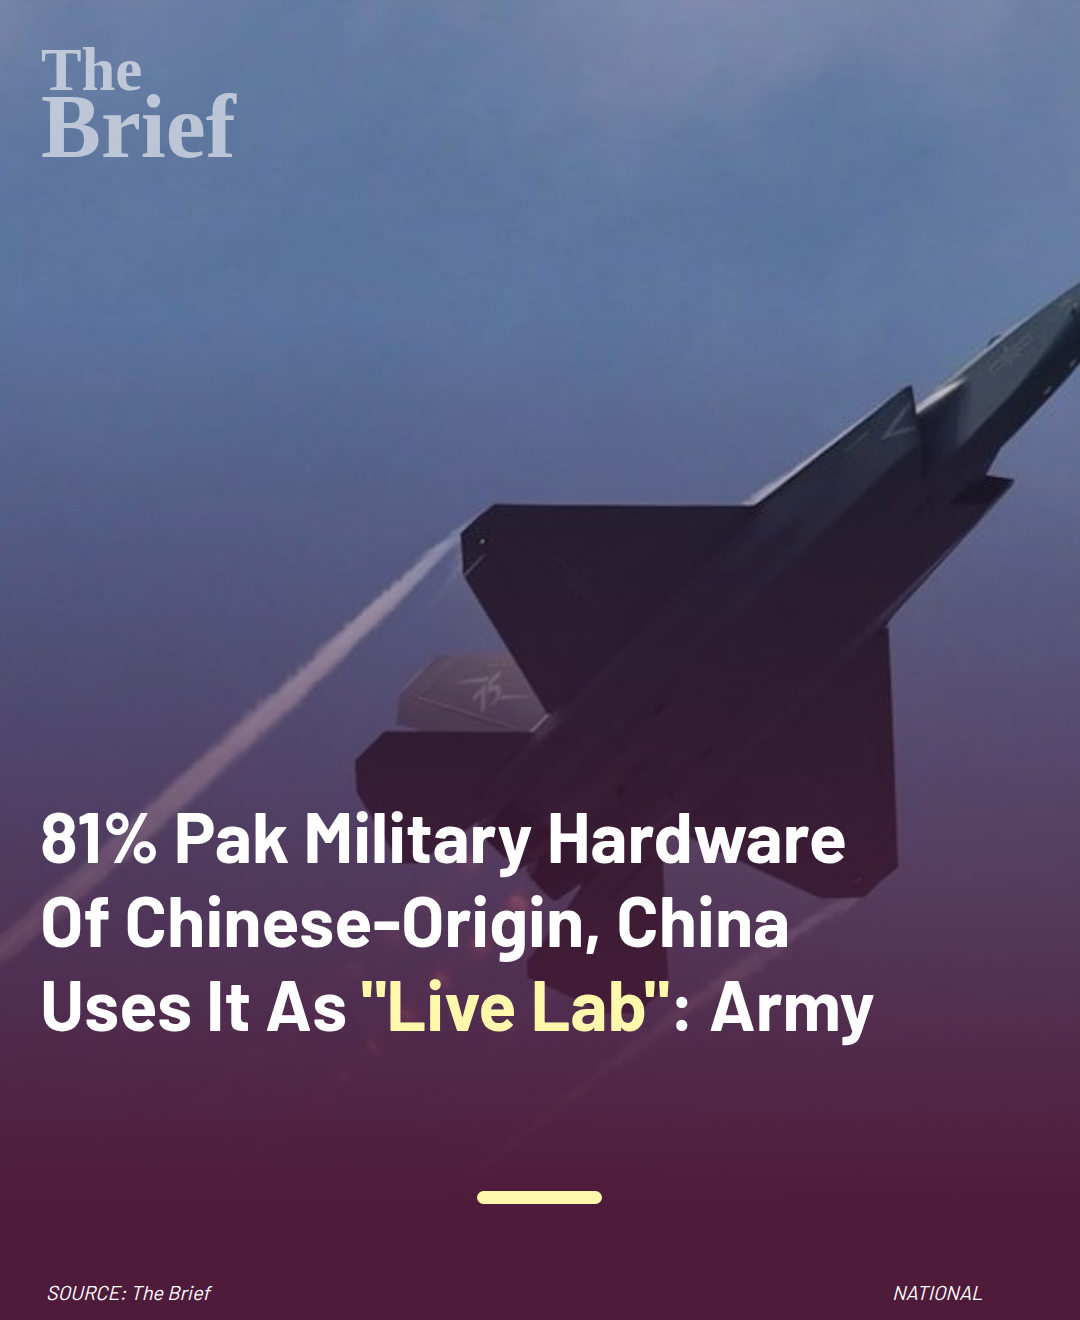 The
Brief
75
81% Pak Military Hardware
Of Chinese-Origin, China
Uses It As "Live Lab": Army
SOURCE: The Brief
NATIONAL